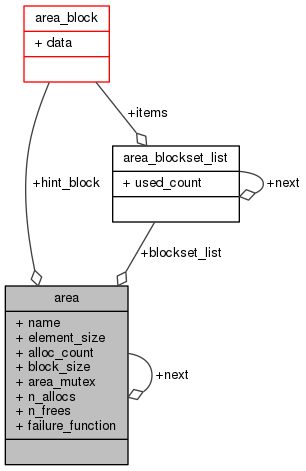 area_block
+ data
+items
area_blockset_list
+ used_count
+next
+hint_block
+blockset_list
area
+ name
+ element_size
+ alloc_count
+ block_size
+ area_mutex
+ n_allocs
+ n_frees
+ failure_function
+next